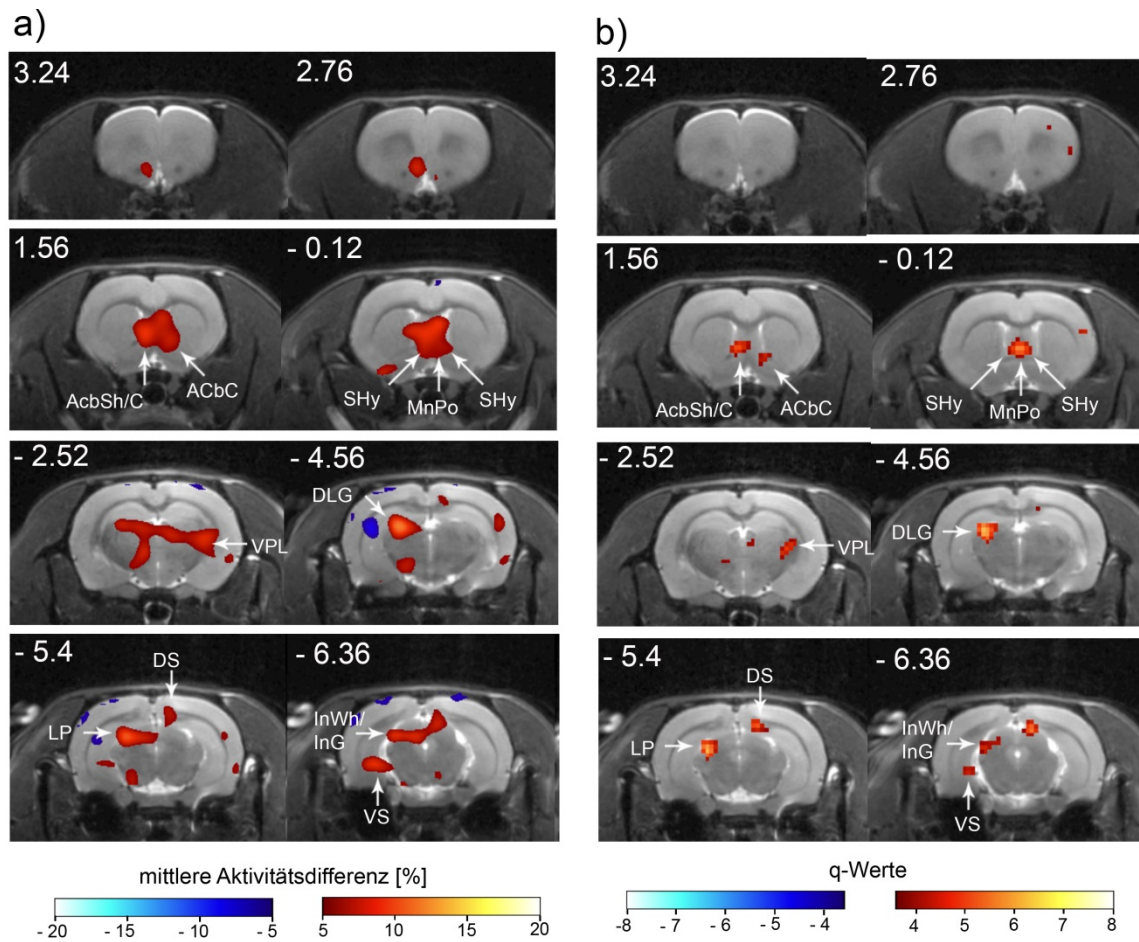 a)
3.24 2.76
1.56 - 0.12
AcbSh/C ACbC SHy MnPo SHy
- 2.52 - 4.56
DLG
VPL
- 5.4 - 6.36
DS
LP
InWh/
InG
VS
mittlere Aktivitätsdifferenz [%]
- 20 - 15 - 10 - 5 5 10 15 20
b)
3.24 2.76
1.56 - 0.12
AcbSh/C ACbC SHy MnPo SHy
- 2.52 - 4.56
DLG
VPL
- 5.4 - 6.36
DS
LP
InWh/
InG
VS
q-Werte
-8 -7 -6 - 5 - 4 4 5 6 7 8